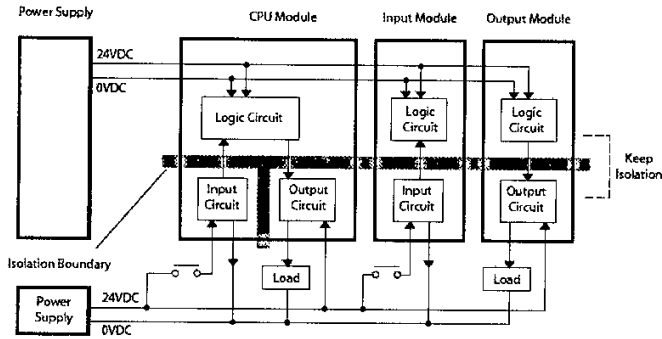 Power Supply
CPU Module
Input Module
Output Module
24VDC
0VDC
Logic Circuit
Logic
Circuit
Logic
Circuit
Keep
Isolation
Input
Circuit
Output
Circuit
Input
Circuit
Output
Circuit
Isolation Boundary
Load
Load
Power
Supply
24VDC
0VDC